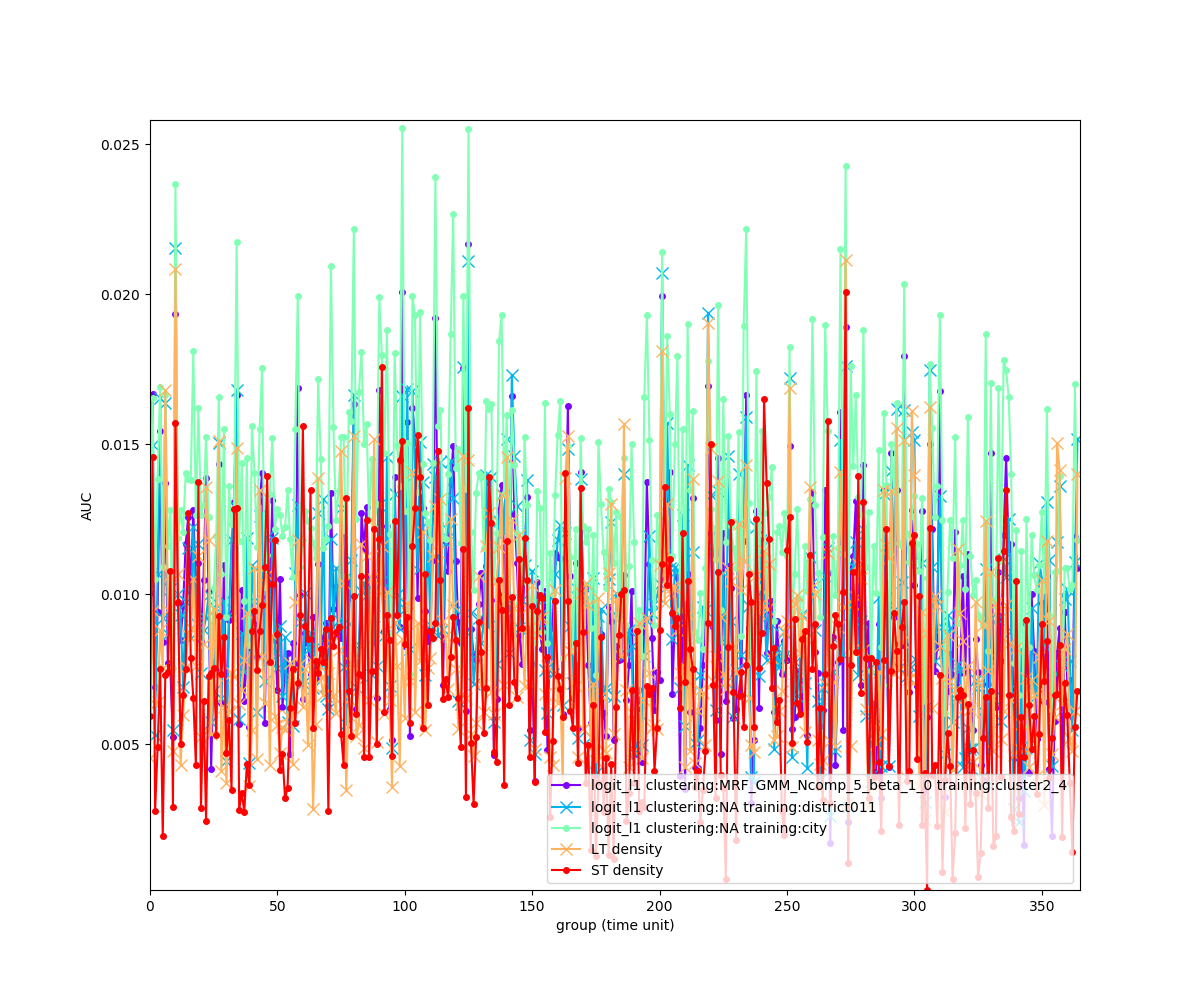 0.025
0.020
0.015
0.010
0.005
AUC
logit_l1 clustering:MRF_GMM_Ncomp_5_beta_1_0 training:cluster2_4
logit_l1 clustering:NA training:district011
logit_l1 clustering:NA training:city
LT density
ST density
0 50 100 150 200 250 300 350
group (time unit)